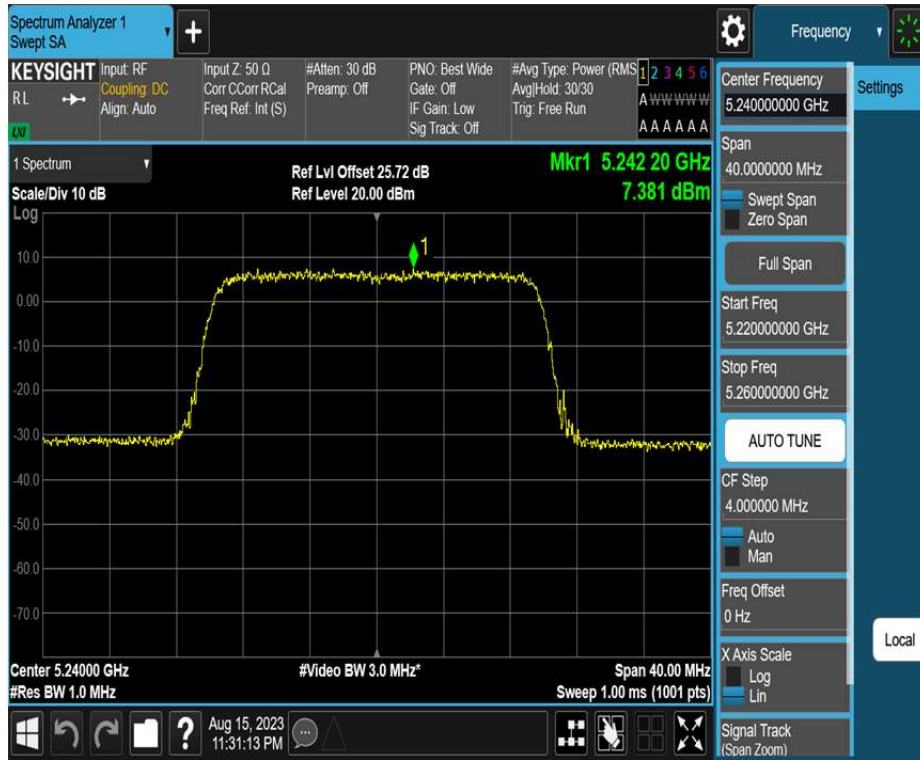 Spectrum Analyzer 1
Swept SA
+
Frequency
KEYSIGHT
R L
LXI
Input: RF
Coupling: DC
Align: Auto
Input Z: 50 Ω
Corr CCorr RCal
Freq Ref: Int (S)
#Atten: 30 dB
Preamp: Off
PNO: Best Wide
Gate: Off
IF Gain: Low
Sig Track: Off
#Avg Type: Power (RMS
Avg|Hold: 30/30
Trig: Free Run
1 2 3 4 5 6
A W W W W W
A A A A A A
1 Spectrum
Scale/Div 10 dB
Log
Ref Lvl Offset 25.72 dB
Ref Level 20.00 dBm
Mkr1 5.242 20 GHz
7.381 dBm
1
10.0
0.00
-10.0
-20.0
-30.0
-40.0
-50.0
-60.0
-70.0
Center 5.24000 GHz
#Res BW 1.0 MHz
#Video BW 3.0 MHz*
Span 40.00 MHz
Sweep 1.00 ms (1001 pts)
?
Aug 15, 2023
11:31:13 PM
Center Frequency
5.240000000 GHz
Span
40.0000000 MHz
Swept Span
Zero Span
Full Span
Start Freq
5.220000000 GHz
Stop Freq
5.260000000 GHz
AUTO TUNE
CF Step
4.000000 MHz
Auto
Man
Freq Offset
0 Hz
X Axis Scale
Log
Lin
Signal Track
(Span Zoom)
Settings
Local